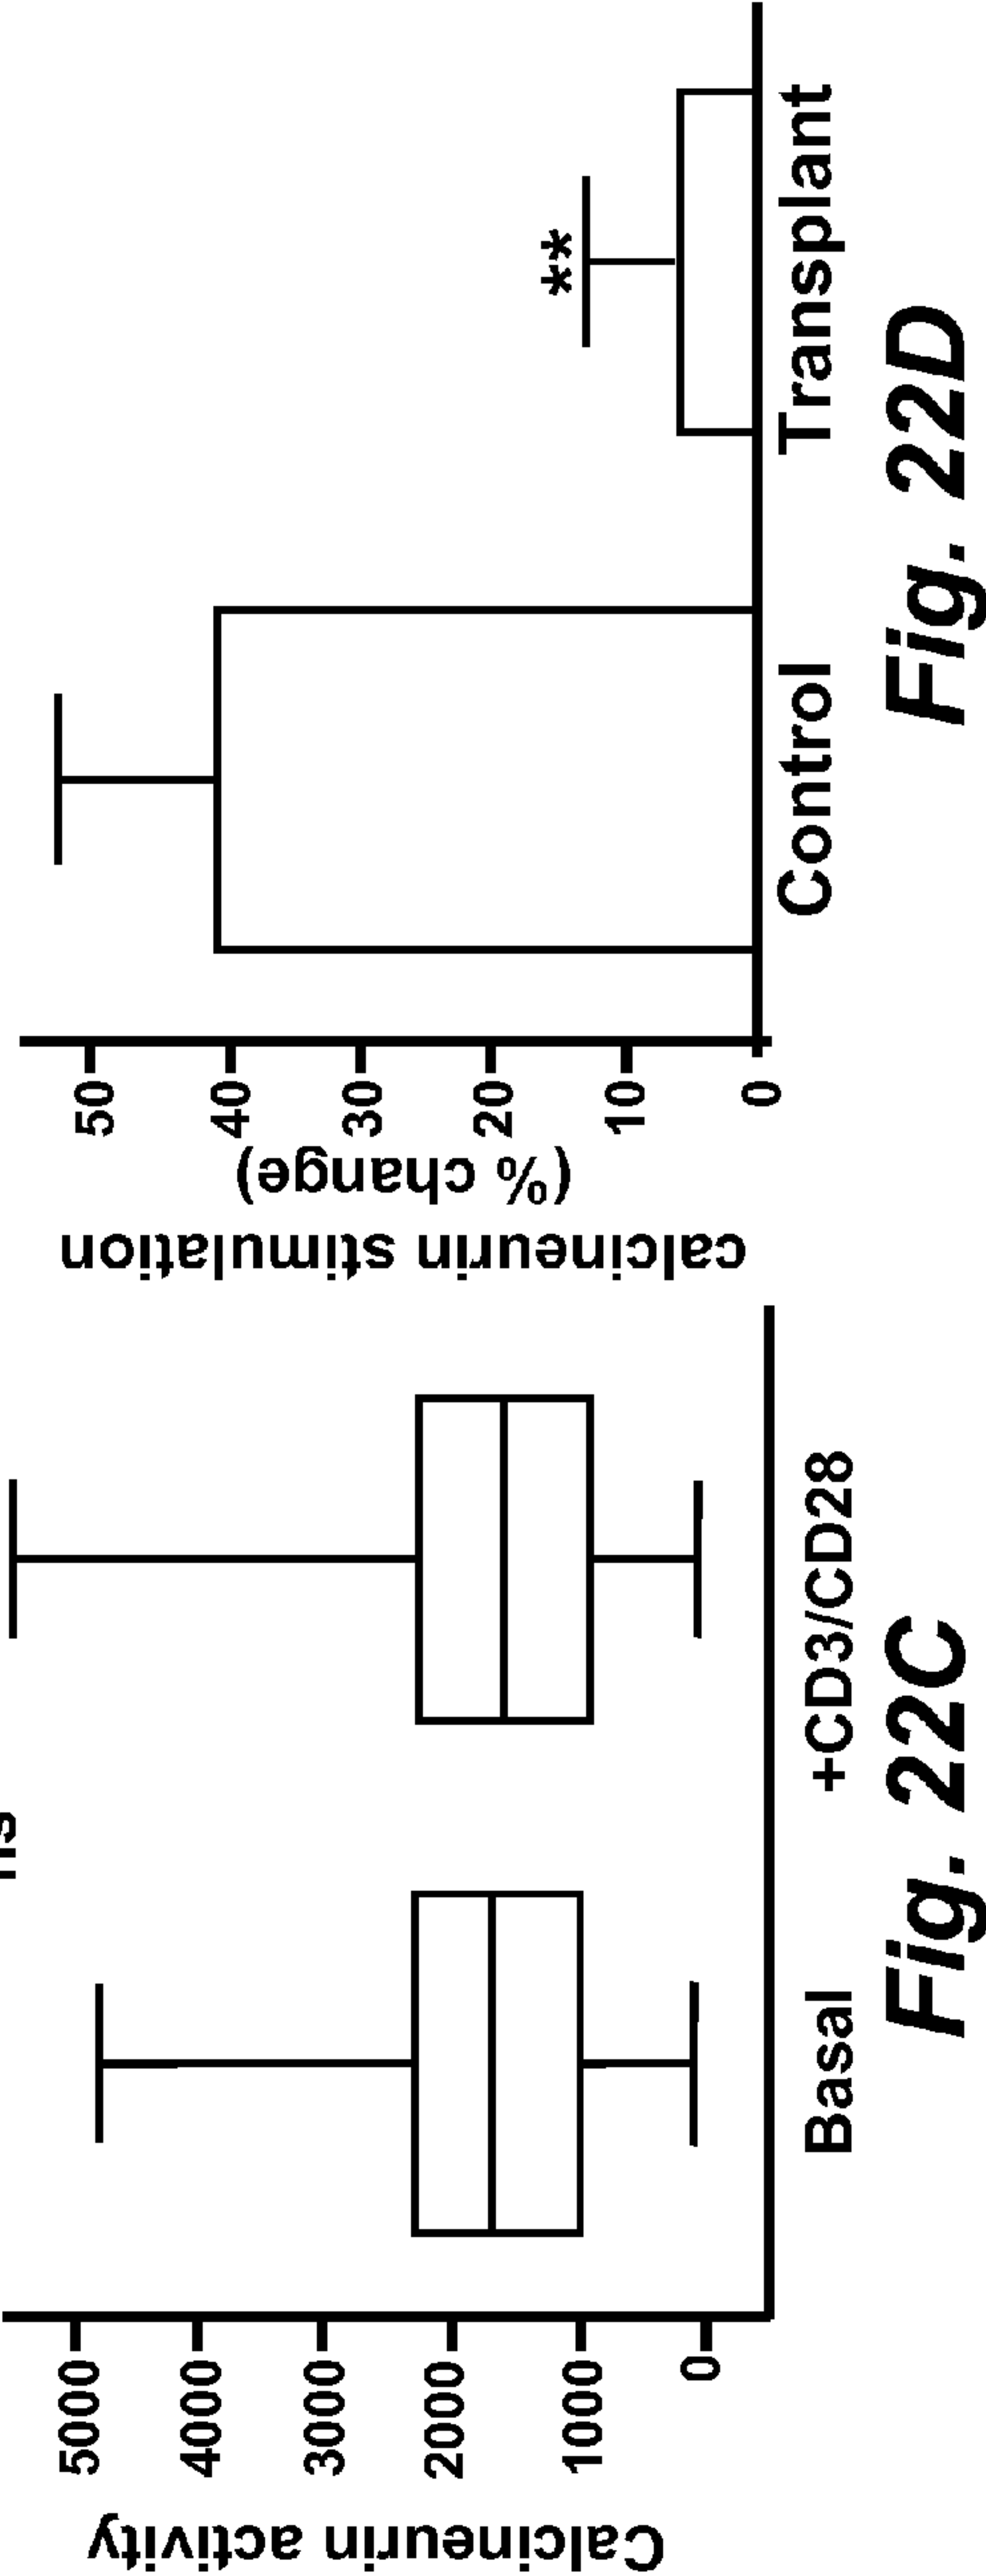 ns
Calcineurin activity
5000
4000
3000
2000
1000
0
Basal
+CD3/CD28
Fig. 22C
calcineurin stimulation
(% change)
50
40
30
20
10
0
**
Control
Transplant
Fig. 22D